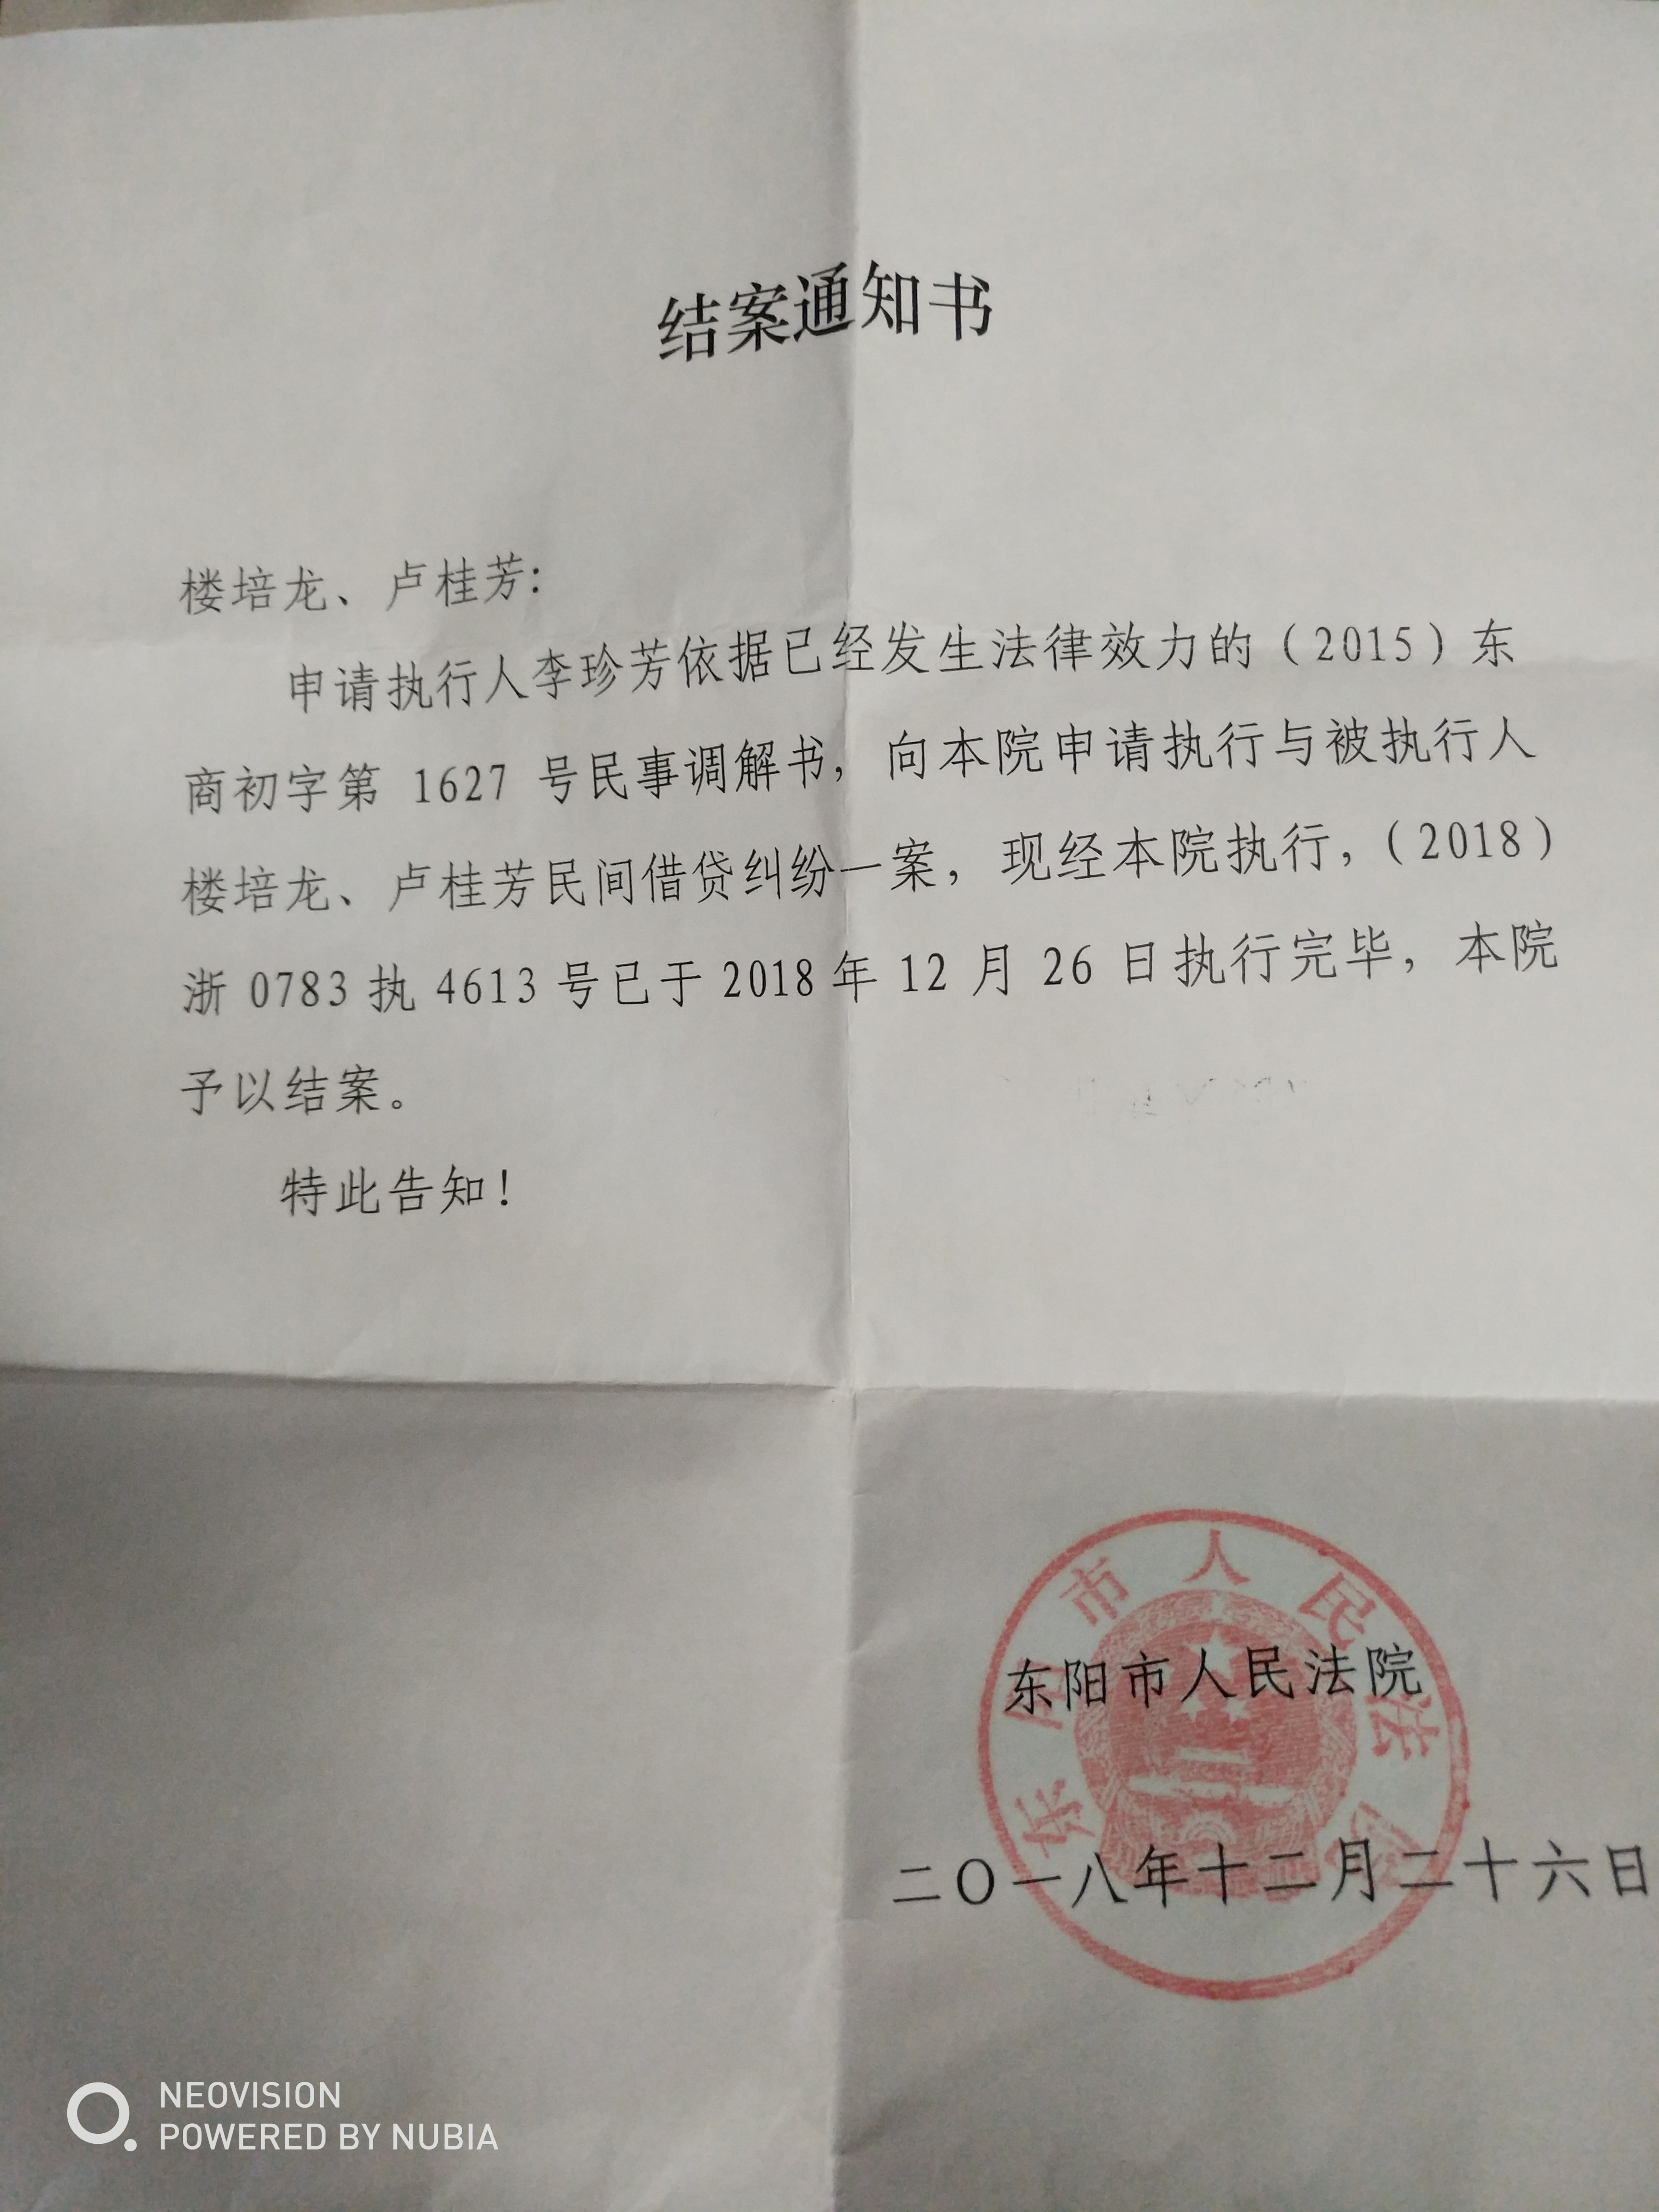 结案通知书
楼培龙、卢桂芳:
申请执行人李珍芳依据已经发生法律效力的（2015）东
商初字第 1627 号民事调解书，向本院申请执行与被执行人
楼培龙、卢桂芳民间借贷纠纷一案，现经本院执行，（2018）
浙 0783 执 4613 号已于 2018 年 12 月 26 日执行完毕，本院
予以结案。
特此告知！
东阳市人民法院
东阳市人民法院
二〇一八年十二月二十六日
NEOVISION
POWERED BY NUBIA